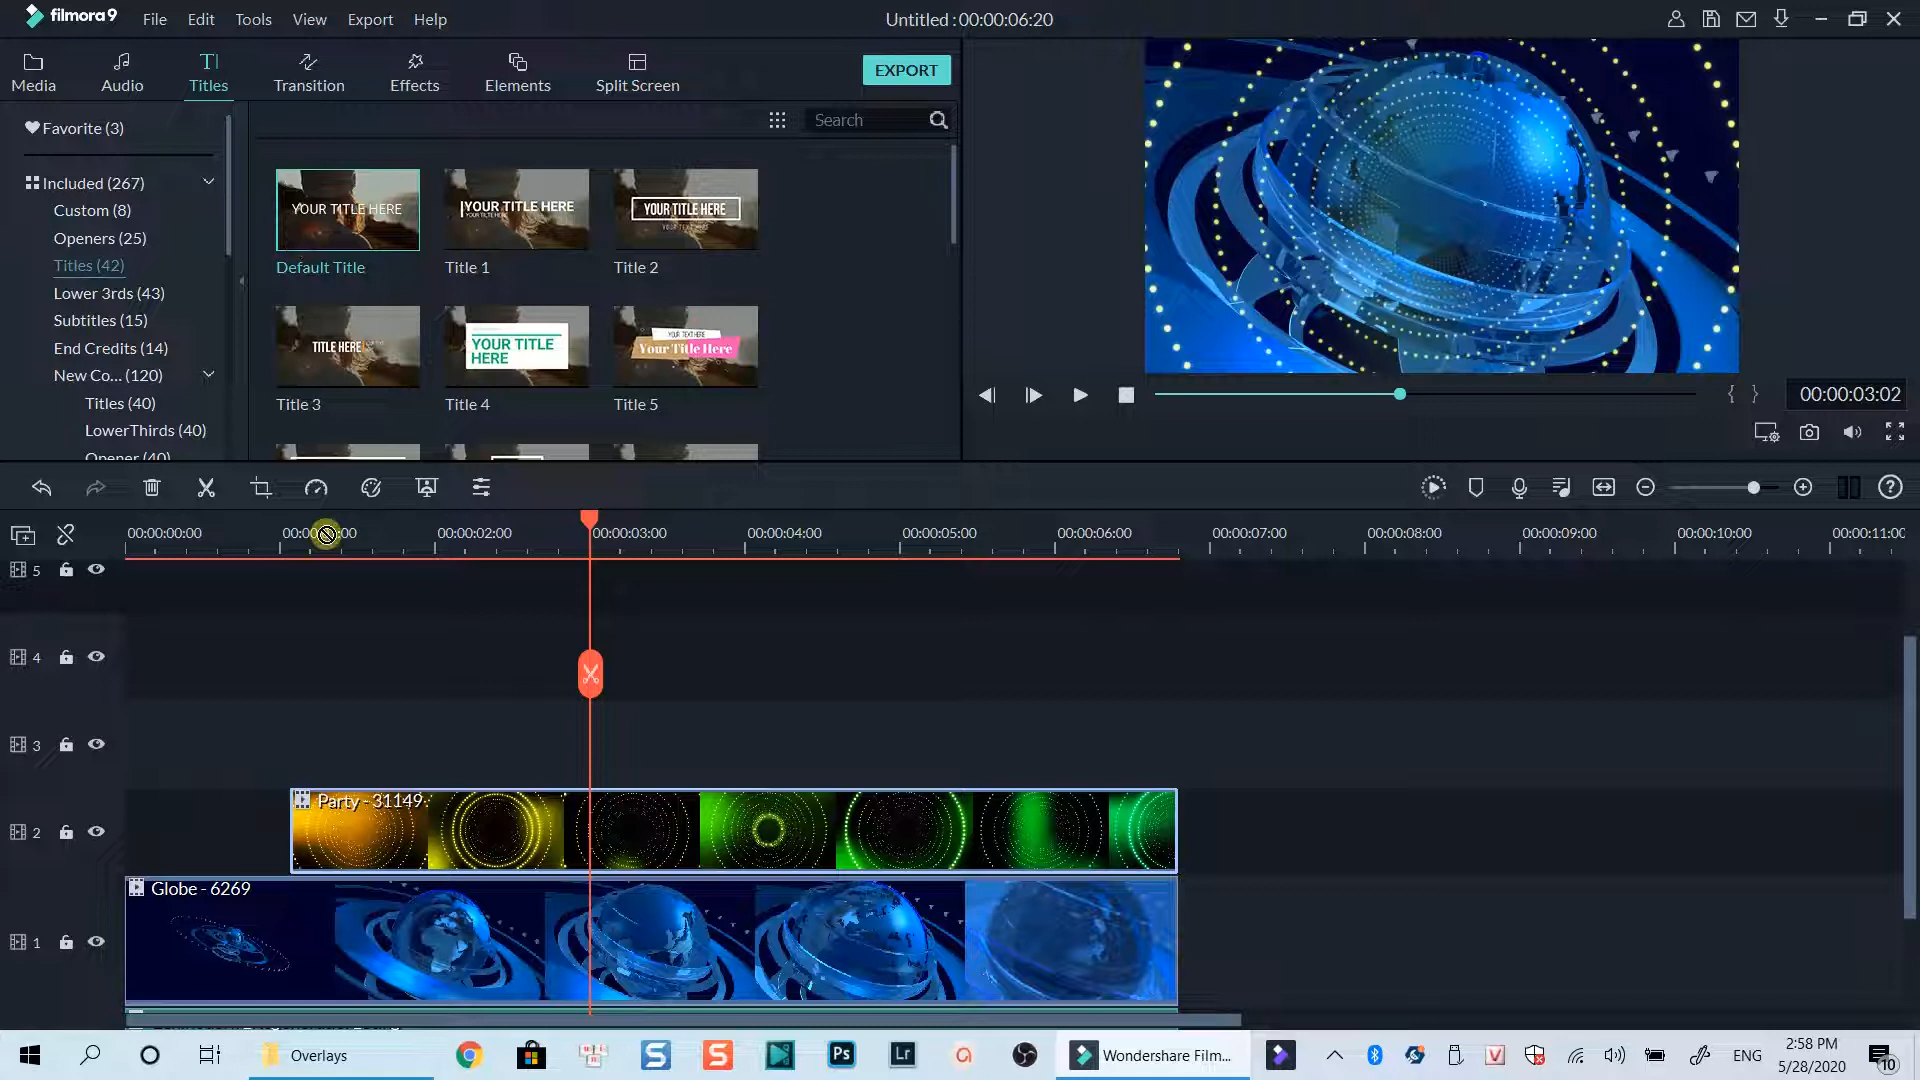 filmora9 File Edit Tools View Export Help Untitled : 00:00:06:20
Media Audio Titles Transition Effects Elements Split Screen EXPORT
Favorite (3)
Search
Included (267)
Custom (8)
Openers (25)
Titles (42)
Lower 3rds (43)
Subtitles (15)
End Credits (14)
New Co... (120)
Titles (40)
LowerThirds (40)
Opener (40)
YOUR TITLE HERE
YOUR TITLE HERE
YOUR TITLE HERE
Default Title Title 1 Title 2
TITLE HERE
YOUR TITLE
HERE
YOUR TEXT HERE
Your Title Here
Title 3 Title 4 Title 5
00:00:03:02
00:00:00:00 00:00:02:00 00:00:03:00 00:00:04:00 00:00:05:00 00:00:06:00 00:00:07:00 00:00:08:00 00:00:09:00 00:00:10:00 00:00:11:00
5
4
3
Party - 31149
2
Globe - 6269
1
Overlays
S S Ps Lr
Wondershare Film...
ENG
2:58 PM
5/28/2020
10